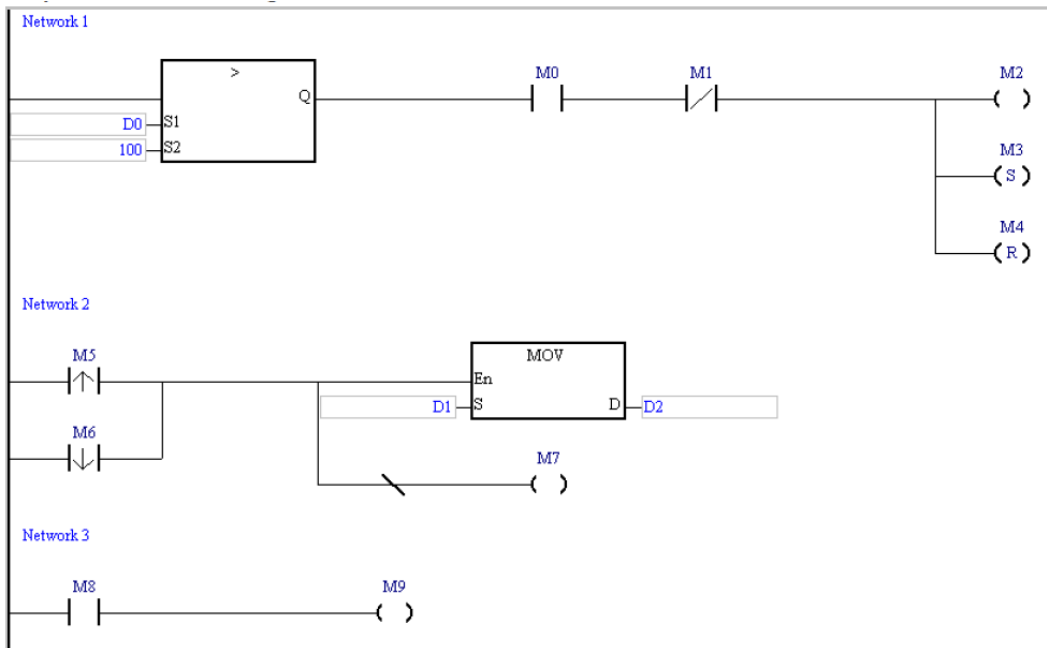 Network 1
>
Q
D0 S1
100 S2
M0
M1
M2
M3
S
M4
R
Network 2
M5
MOV
En
D1 S D D2
M6
M7
Network 3
M8
M9